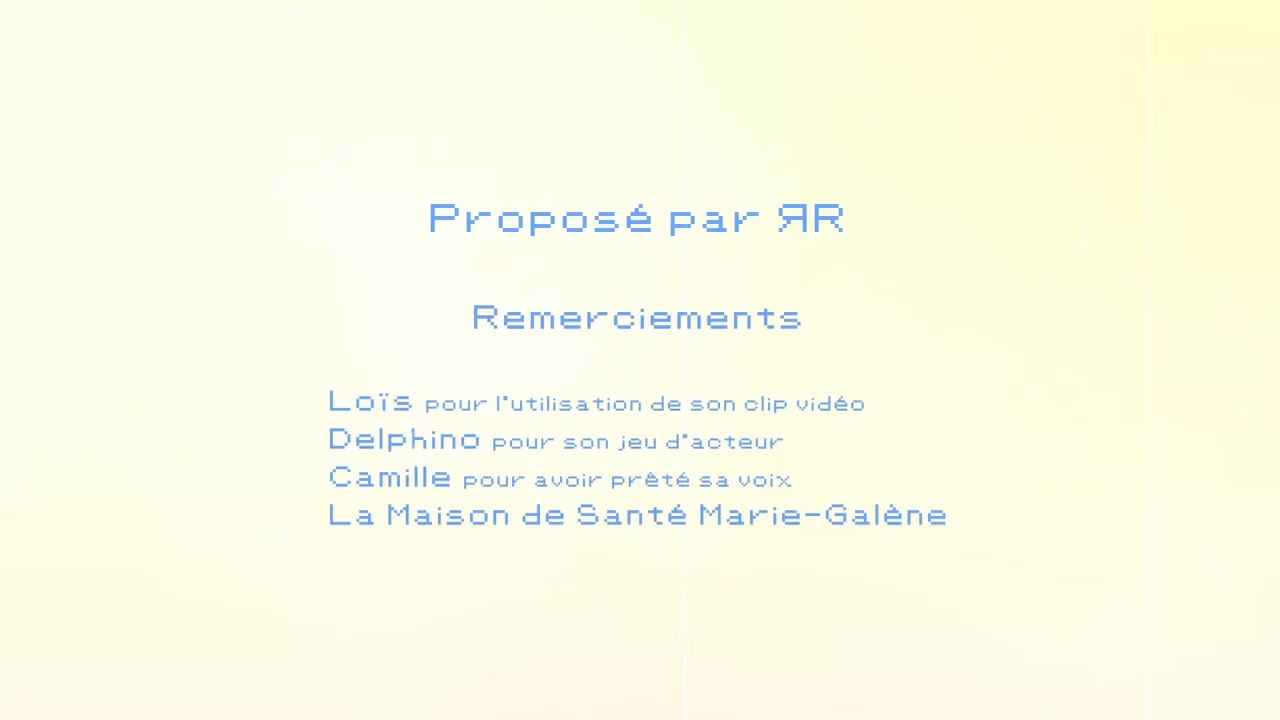 Proposé par ЯR
Remerciements
Loïs pour l'utilisation de son clip vidéo
Delphino pour son jeu d'acteur
Camille pour avoir prêté sa voix
La Maison de Santé Marie-Galène